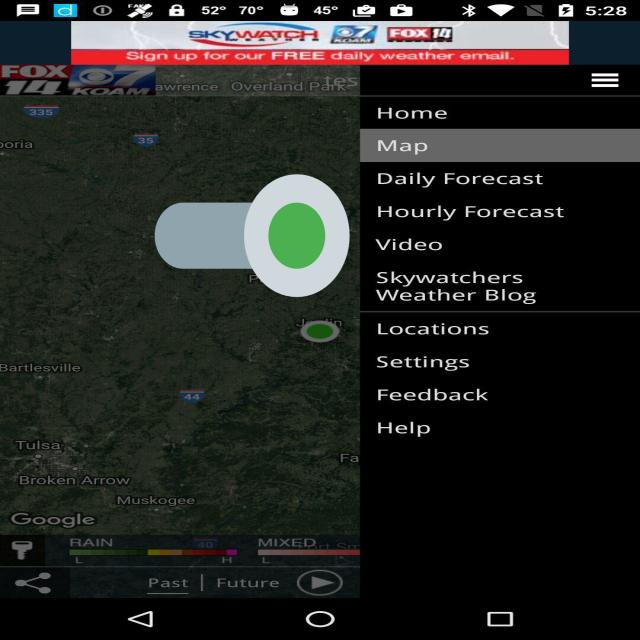 52° 70° 45° 5:28
SKYWATCH
7 KOAM FOX 14
Sign up for our FREE daily weather email.
FOX 14 7 KOAM
awrence Overland Park
335
35
poria
Bartlesville
44
Tulsa
Broken Arrow
Muskogee
Fa
Google
RAIN 40 MIXED
L H L
Past | Future
Home
Map
Daily Forecast
Hourly Forecast
Video
Skywatchers
Weather Blog
Locations
Settings
Feedback
Help